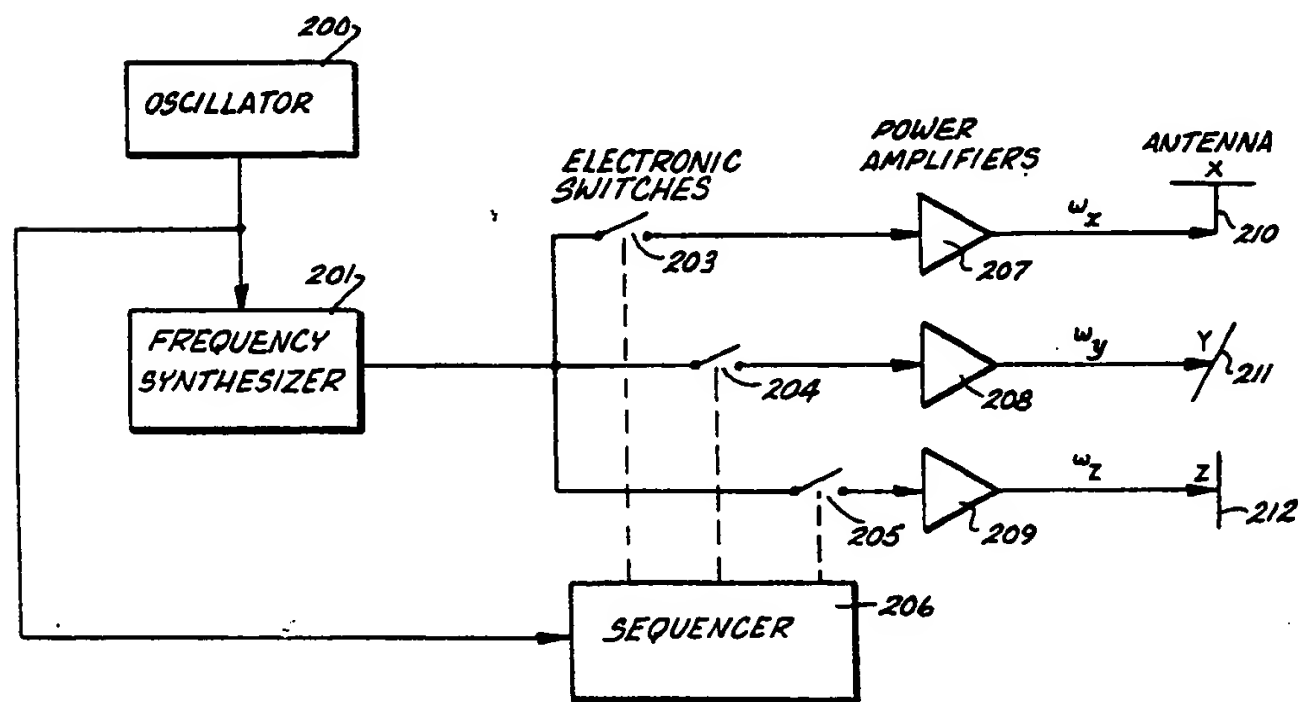 200
OSCILLATOR
ELECTRONIC
SWITCHES
POWER
AMPLIFIERS
ANTENNA
X
203
207
ωx
210
201
FREQUENCY
SYNTHESIZER
204
208
ωy
Y
211
205
209
ωz
Z
212
SEQUENCER
206